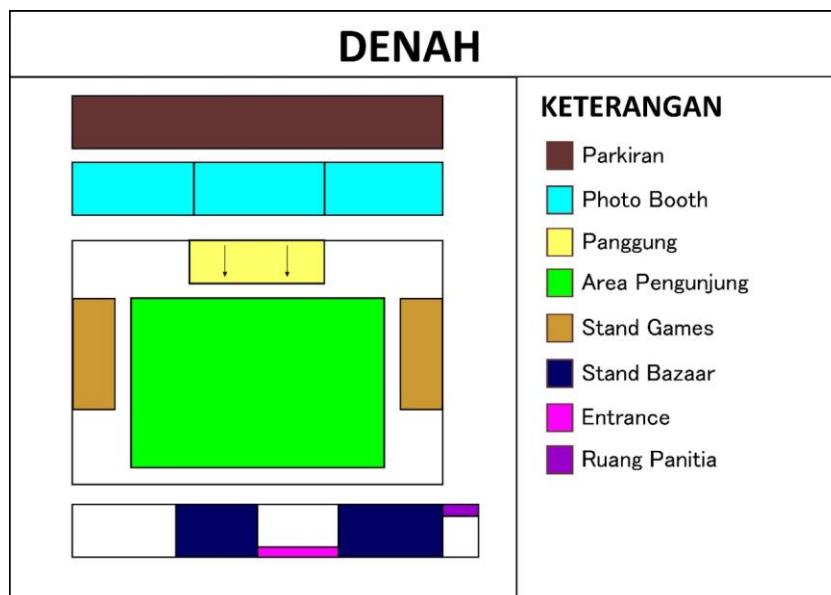 DENAH
KETERANGAN
Parkiran
Photo Booth
Panggung
Area Pengunjung
Stand Games
Stand Bazaar
Entrance
Ruang Panitia